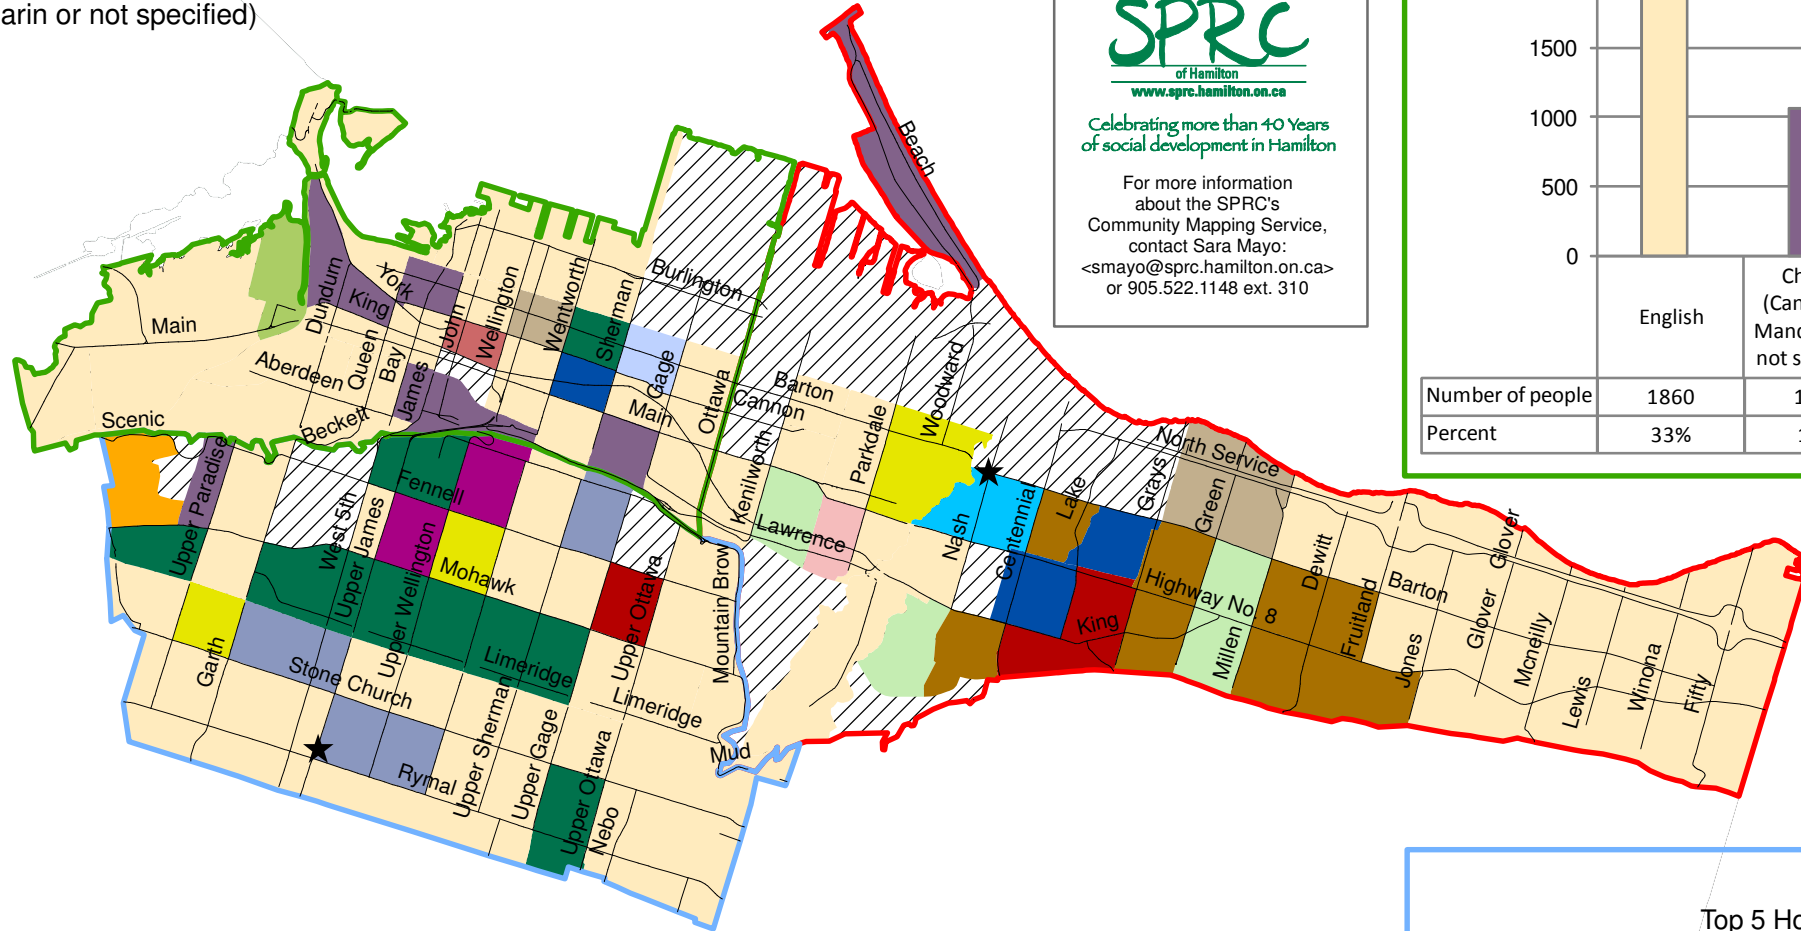 arin or not specified)
SPRC
of Hamilton
www.sprc.hamilton.on.ca
Celebrating more than 40 Years
of social development in Hamilton
For more information
about the SPRC's
Community Mapping Service,
contact Sara Mayo:
<smayo@sprc.hamilton.on.ca>
or 905.522.1148 ext. 310
1500
1000
500
0
English
Ch
(Can
Mand
not s
Number of people
1860
1
Percent
33%
1
Top 5 Ho
Beach
Burlington
York
King
Dundurn
Main
Wellington
Wentworth
Sherman
John
Queen
Bay
James
Aberdeen
Gage
Beckett
Scenic
Main
Ottawa
Barton
Cannon
Kenilworth
Parkdale
Woodward
North Service
Grays
Green
Lake
Centennial
Nash
Lawrence
Upper Paradise
Fennell
West 5th
Upper James
Upper Wellington
Mohawk
Upper Ottawa
Mountain Brow
Garth
Stone Church
Limeridge
Limeridge
Upper Sherman
Upper Gage
Upper Ottawa
Nebo
Rymal
Mud
King
Highway No. 8
Millen
Dewitt
Fruitland
Jones
Barton
Glover
Glover
Mcneilly
Lewis
Winona
Fifty